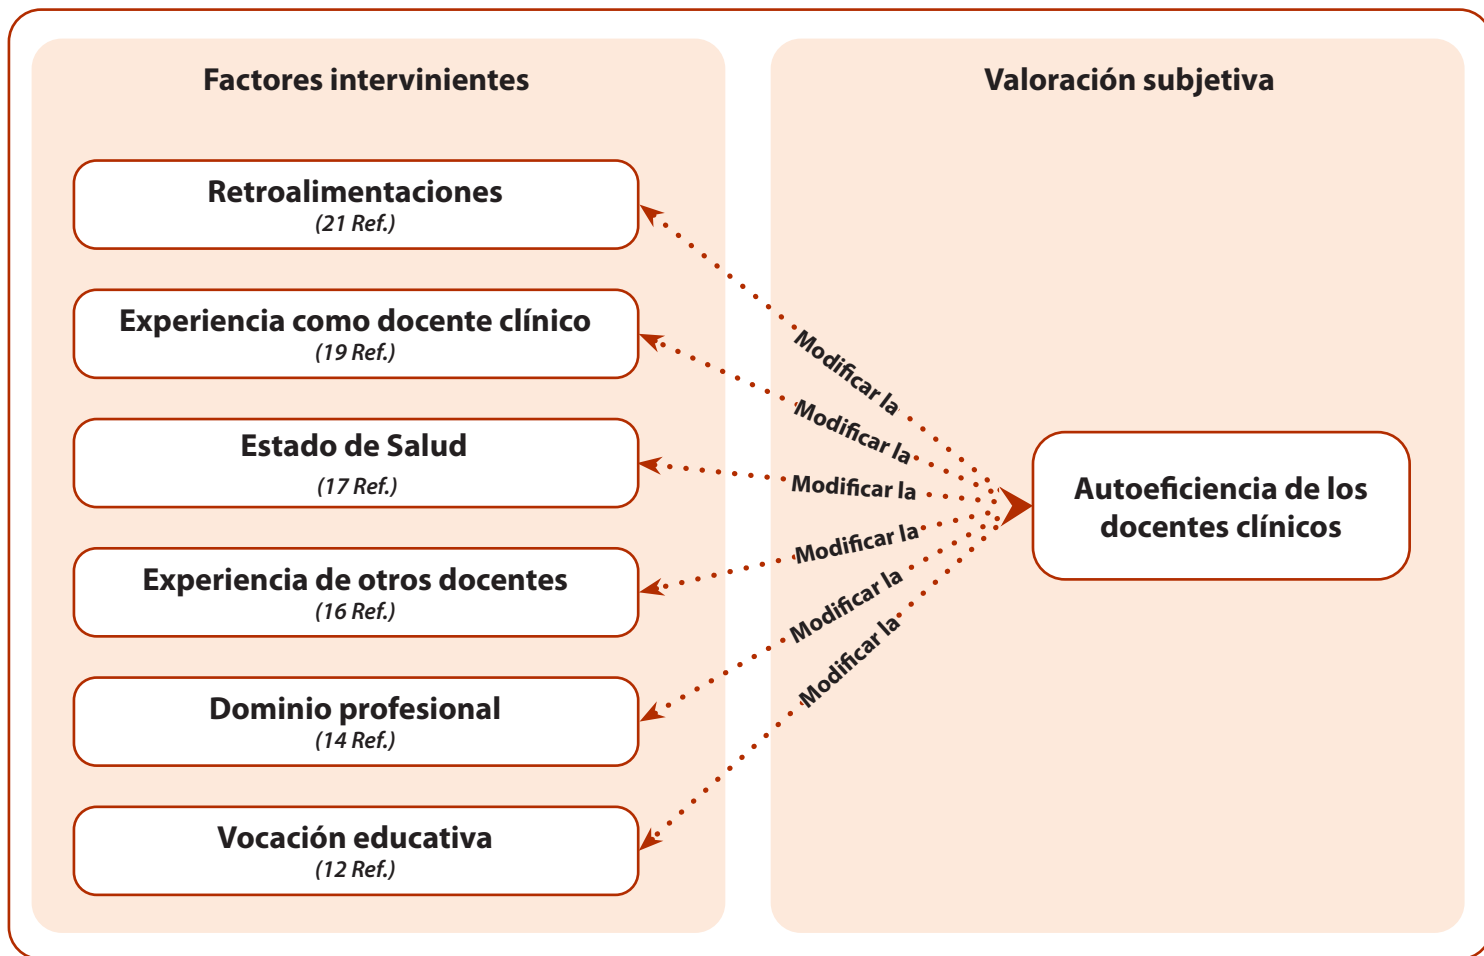 Factores intervinientes
Retroalimentaciones
(21 Ref.)
Experiencia como docente clínico
(19 Ref.)
Estado de Salud
(17 Ref.)
Experiencia de otros docentes
(16 Ref.)
Dominio profesional
(14 Ref.)
Vocación educativa
(12 Ref.)
Valoración subjetiva
Modificar la
Modificar la
Modificar la
Modificar la
Modificar la
Modificar la
Autoeficiencia de los
docentes clínicos